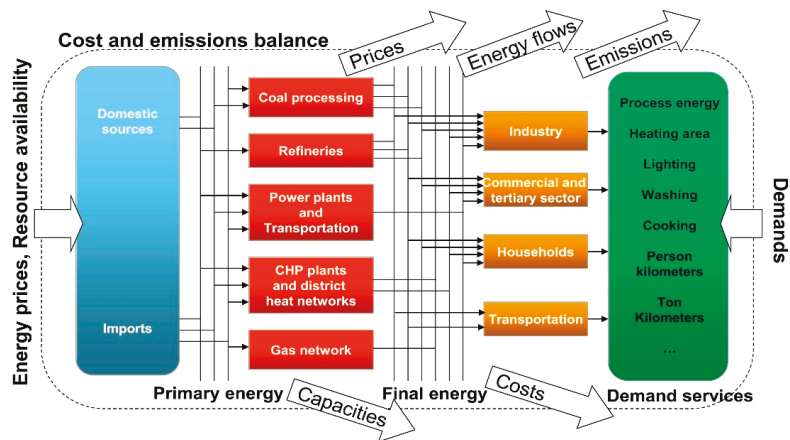 Cost and emissions balance
Prices
Energy flows
Emissions
Energy prices, Resource availability
Domestic
sources
Imports
Coal processing
Refineries
Power plants
and
Transportation
CHP plants
and district
heat networks
Gas network
Industry
Commercial and
tertiary sector
Households
Transportation
Process energy
Heating area
Lighting
Washing
Cooking
Person
kilometers
Ton
Kilometers
...
Demands
Primary energy
Capacities
Final energy
Costs
Demand services